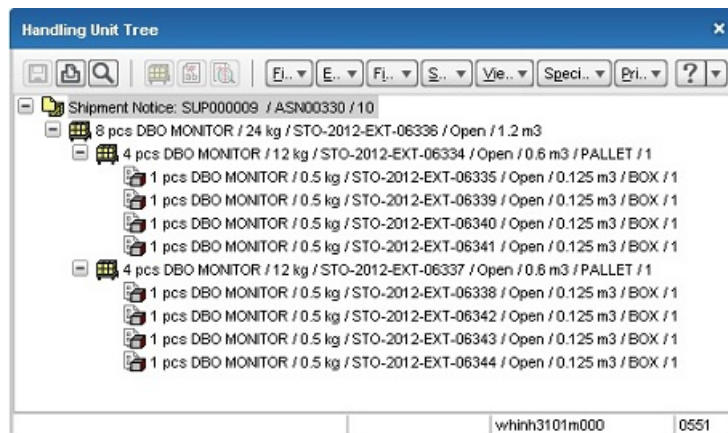 Handling Unit Tree
Fi.. E.. Fi.. S.. Vie.. Speci.. Pri.. ?
Shipment Notice: SUP000009 / ASN00330 / 10
8 pcs DBO MONITOR / 24 kg / STO-2012-EXT-06336 / Open / 1.2 m3
4 pcs DBO MONITOR / 12 kg / STO-2012-EXT-06334 / Open / 0.6 m3 / PALLET / 1
1 pcs DBO MONITOR / 0.5 kg / STO-2012-EXT-06335 / Open / 0.125 m3 / BOX / 1
1 pcs DBO MONITOR / 0.5 kg / STO-2012-EXT-06339 / Open / 0.125 m3 / BOX / 1
1 pcs DBO MONITOR / 0.5 kg / STO-2012-EXT-06340 / Open / 0.125 m3 / BOX / 1
1 pcs DBO MONITOR / 0.5 kg / STO-2012-EXT-06341 / Open / 0.125 m3 / BOX / 1
4 pcs DBO MONITOR / 12 kg / STO-2012-EXT-06337 / Open / 0.6 m3 / PALLET / 1
1 pcs DBO MONITOR / 0.5 kg / STO-2012-EXT-06338 / Open / 0.125 m3 / BOX / 1
1 pcs DBO MONITOR / 0.5 kg / STO-2012-EXT-06342 / Open / 0.125 m3 / BOX / 1
1 pcs DBO MONITOR / 0.5 kg / STO-2012-EXT-06343 / Open / 0.125 m3 / BOX / 1
1 pcs DBO MONITOR / 0.5 kg / STO-2012-EXT-06344 / Open / 0.125 m3 / BOX / 1
whinh3101m000 0551